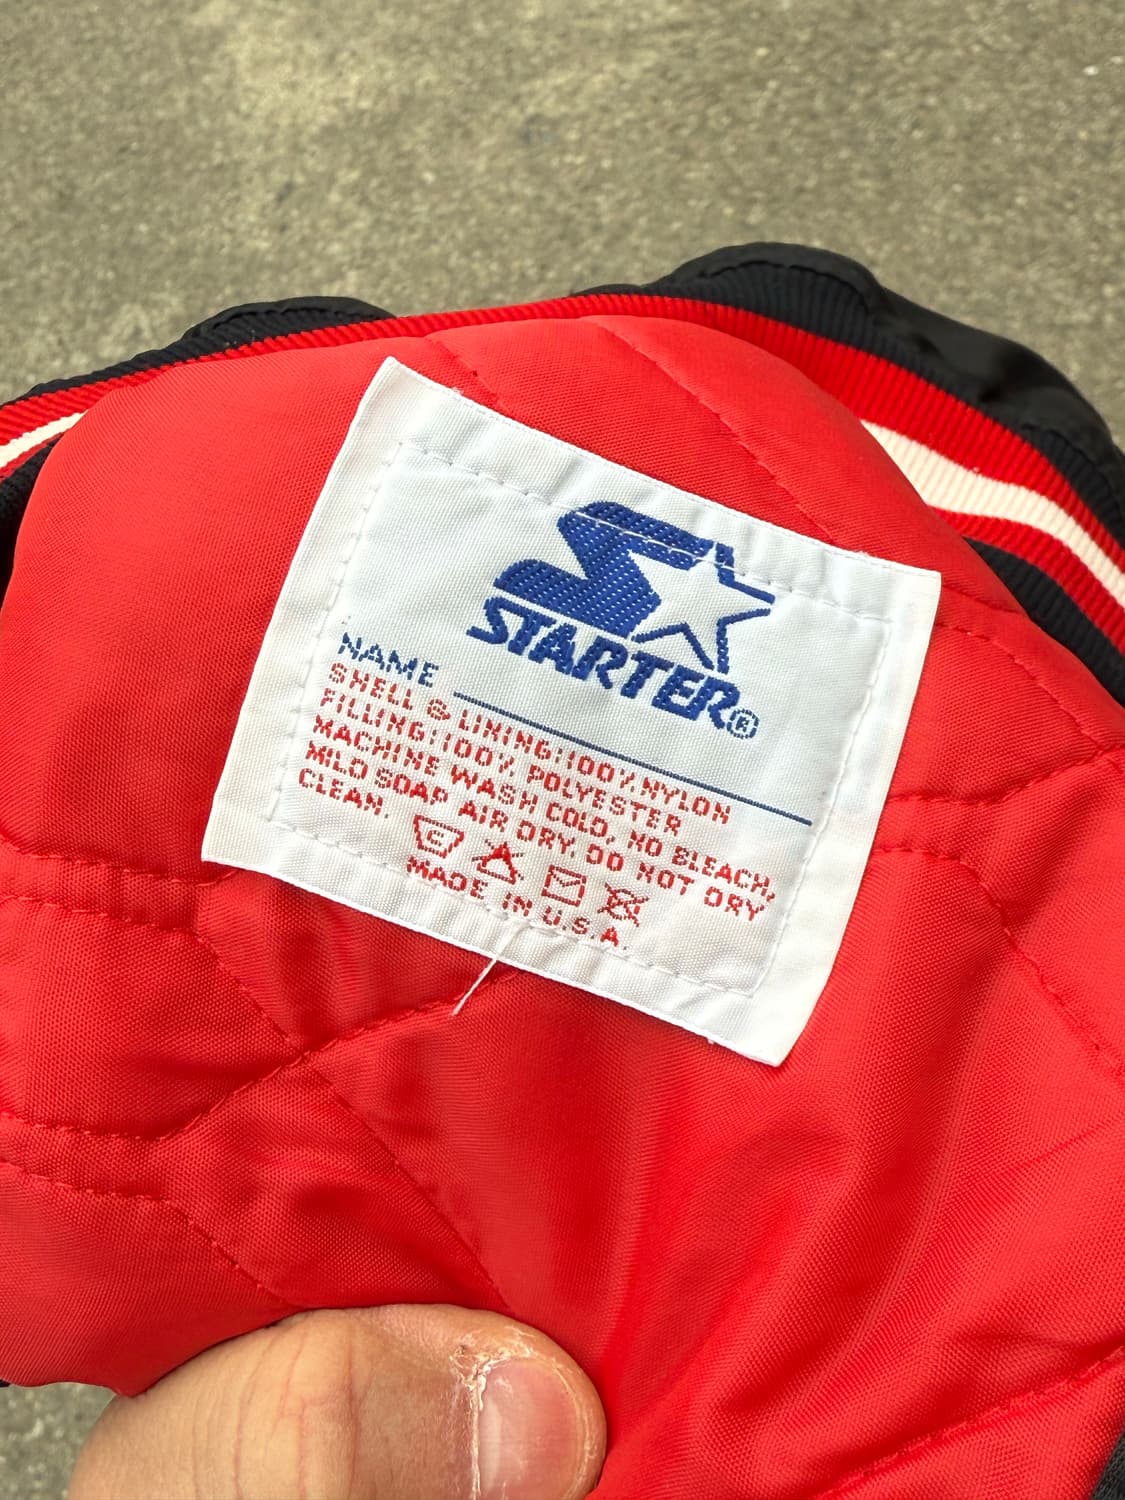 STARTER®
NAME
SHELL & LINING:100% NYLON
FILLING:100% POLYESTER
MACHINE WASH COLD, NO BLEACH,
MILD SOAP AIR DRY. DO NOT DRY
CLEAN.
MADE IN U.S.A.